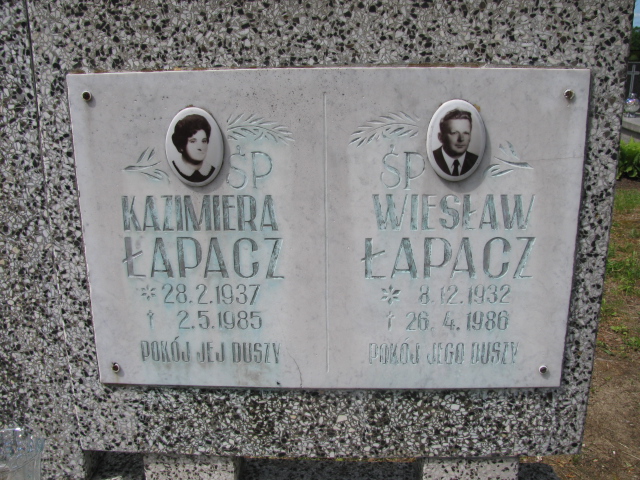 ŚP
KAZIMIERA
ŁAPACZ
* 28.2.1937
† 2.5.1985
POKÓJ JEJ DUSZY
ŚP
WIESŁAW
ŁAPACZ
* 8.12.1932
† 26.4.1986
POKÓJ JEGO DUSZY